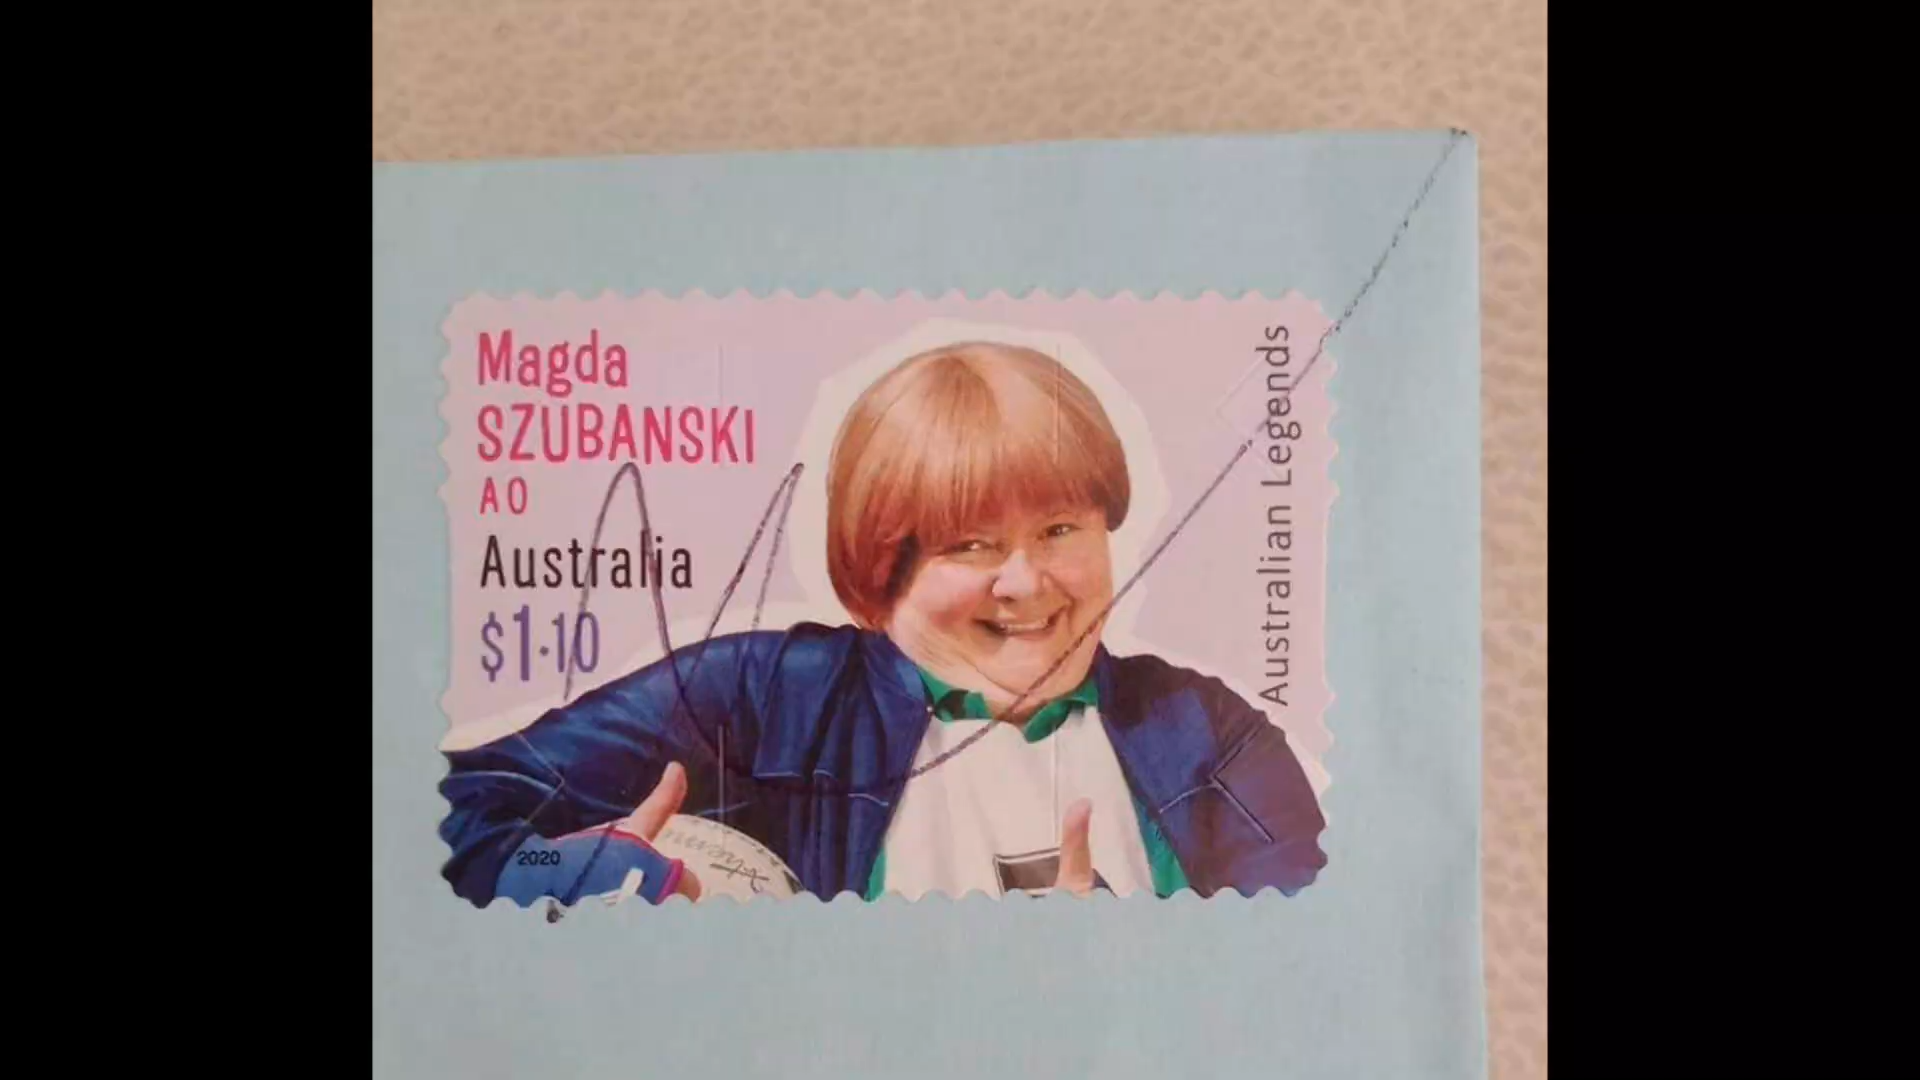 Magda
SZUBANSKI
AO
Australia
$1·10
Australian Legends
2020